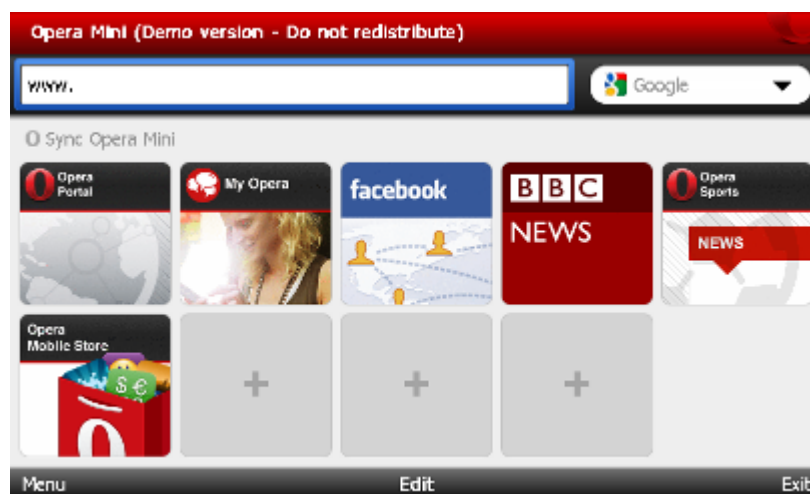 Opera Mini (Demo version - Do not redistribute)
www.
Google
Sync Opera Mini
Opera
Portal
My Opera
facebook
BBC
NEWS
Opera
Sports
NEWS
Opera
Mobile Store
$ €
Menu
Edit
Exit